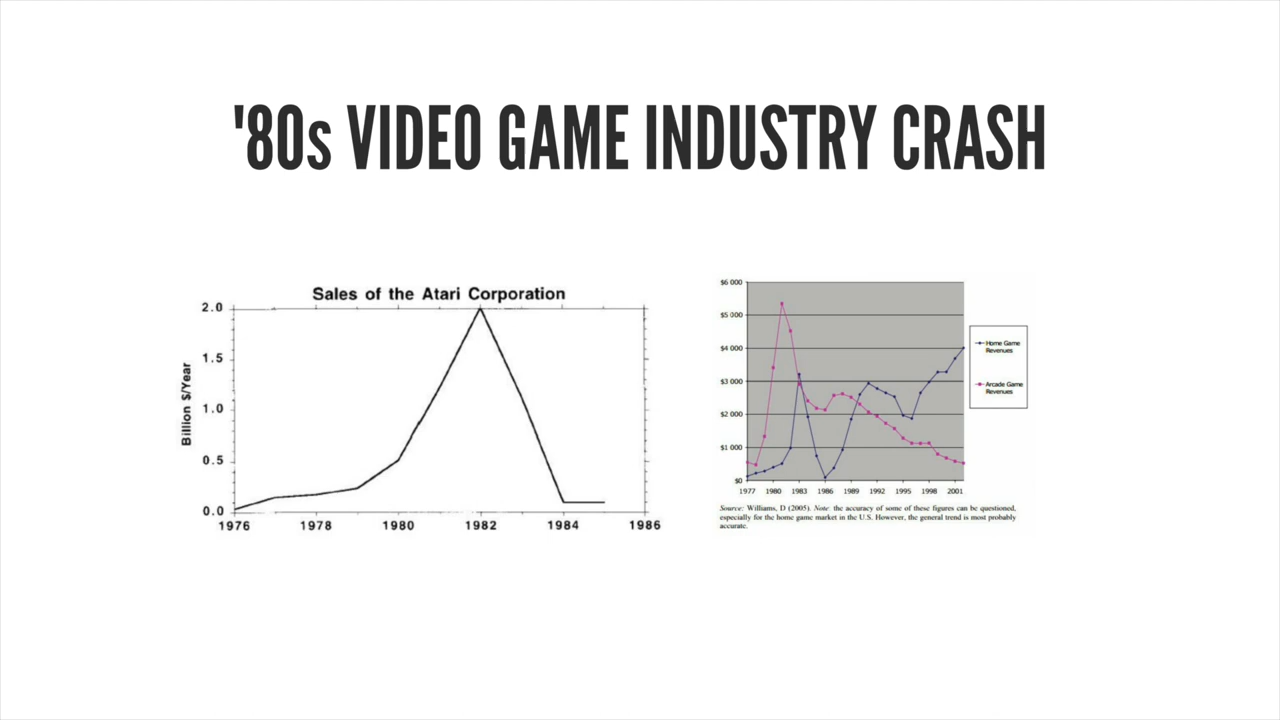 '80s VIDEO GAME INDUSTRY CRASH
Sales of the Atari Corporation
Billion $/Year
2.0
1.5
1.0
0.5
0.0
1976 1978 1980 1982 1984 1986
$6 000
$5 000
$4 000
$3 000
$2 000
$1 000
$0
1977 1980 1983 1986 1989 1992 1995 1998 2001
Home Game
Revenues
Arcade Game
Revenues
Source: Williams, D (2005). Note: the accuracy of some of these figures can be questioned,
especially for the home game market in the U.S. However, the general trend is most probably
accurate.